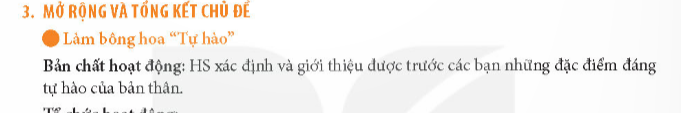 3. MỞ RỘNG VÀ TỔNG KẾT CHỦ ĐỀ
Làm bông hoa “Tự hào”
Bản chất hoạt động: HS xác định và giới thiệu được trước các bạn những đặc điểm đáng
tự hào của bản thân.